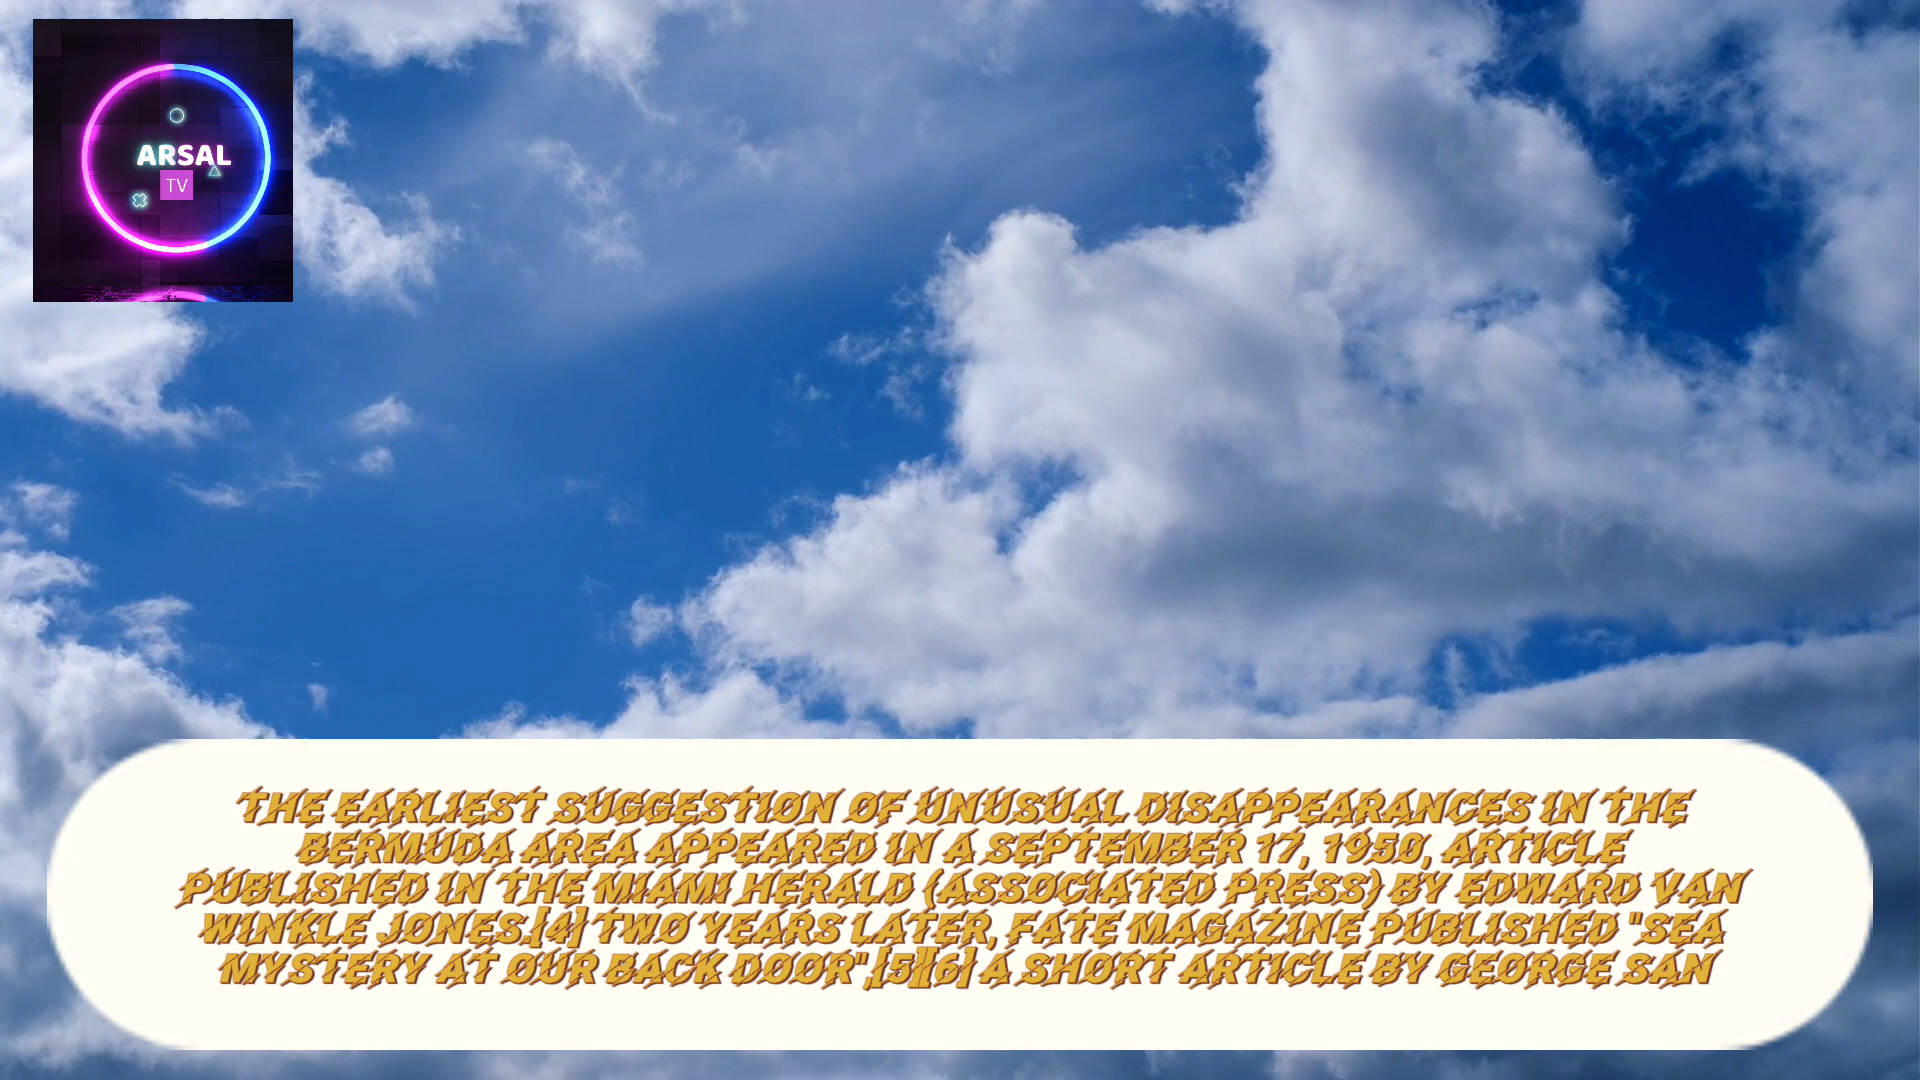 ARSAL
TV
THE EARLIEST SUGGESTION OF UNUSUAL DISAPPEARANCES IN THE
BERMUDA AREA APPEARED IN A SEPTEMBER 17, 1950, ARTICLE
PUBLISHED IN THE MIAMI HERALD (ASSOCIATED PRESS) BY EDWARD VAN
WINKLE JONES.[4] TWO YEARS LATER, FATE MAGAZINE PUBLISHED "SEA
MYSTERY AT OUR BACK DOOR",[5][6] A SHORT ARTICLE BY GEORGE SAN